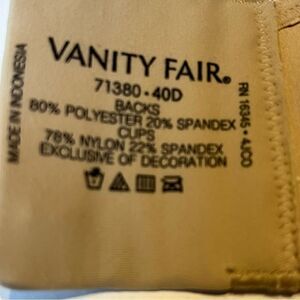 VANITY FAIR®
71380 • 40D
BACKS
80% POLYESTER 20% SPANDEX
CUPS
78% NYLON 22% SPANDEX
EXCLUSIVE OF DECORATION
MADE IN INDONESIA
RN 16345 • 4JCO